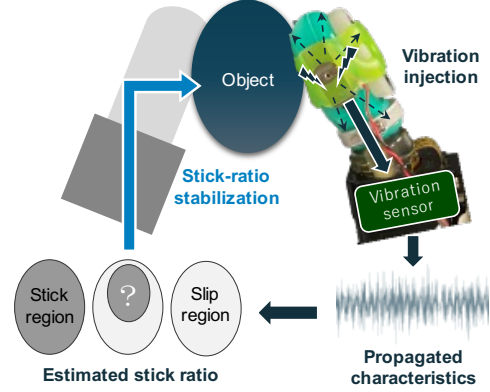 Object
Vibration
injection
Stick-ratio
stabilization
Vibration
sensor
Stick
region
?
Slip
region
Estimated stick ratio
Propagated
characteristics